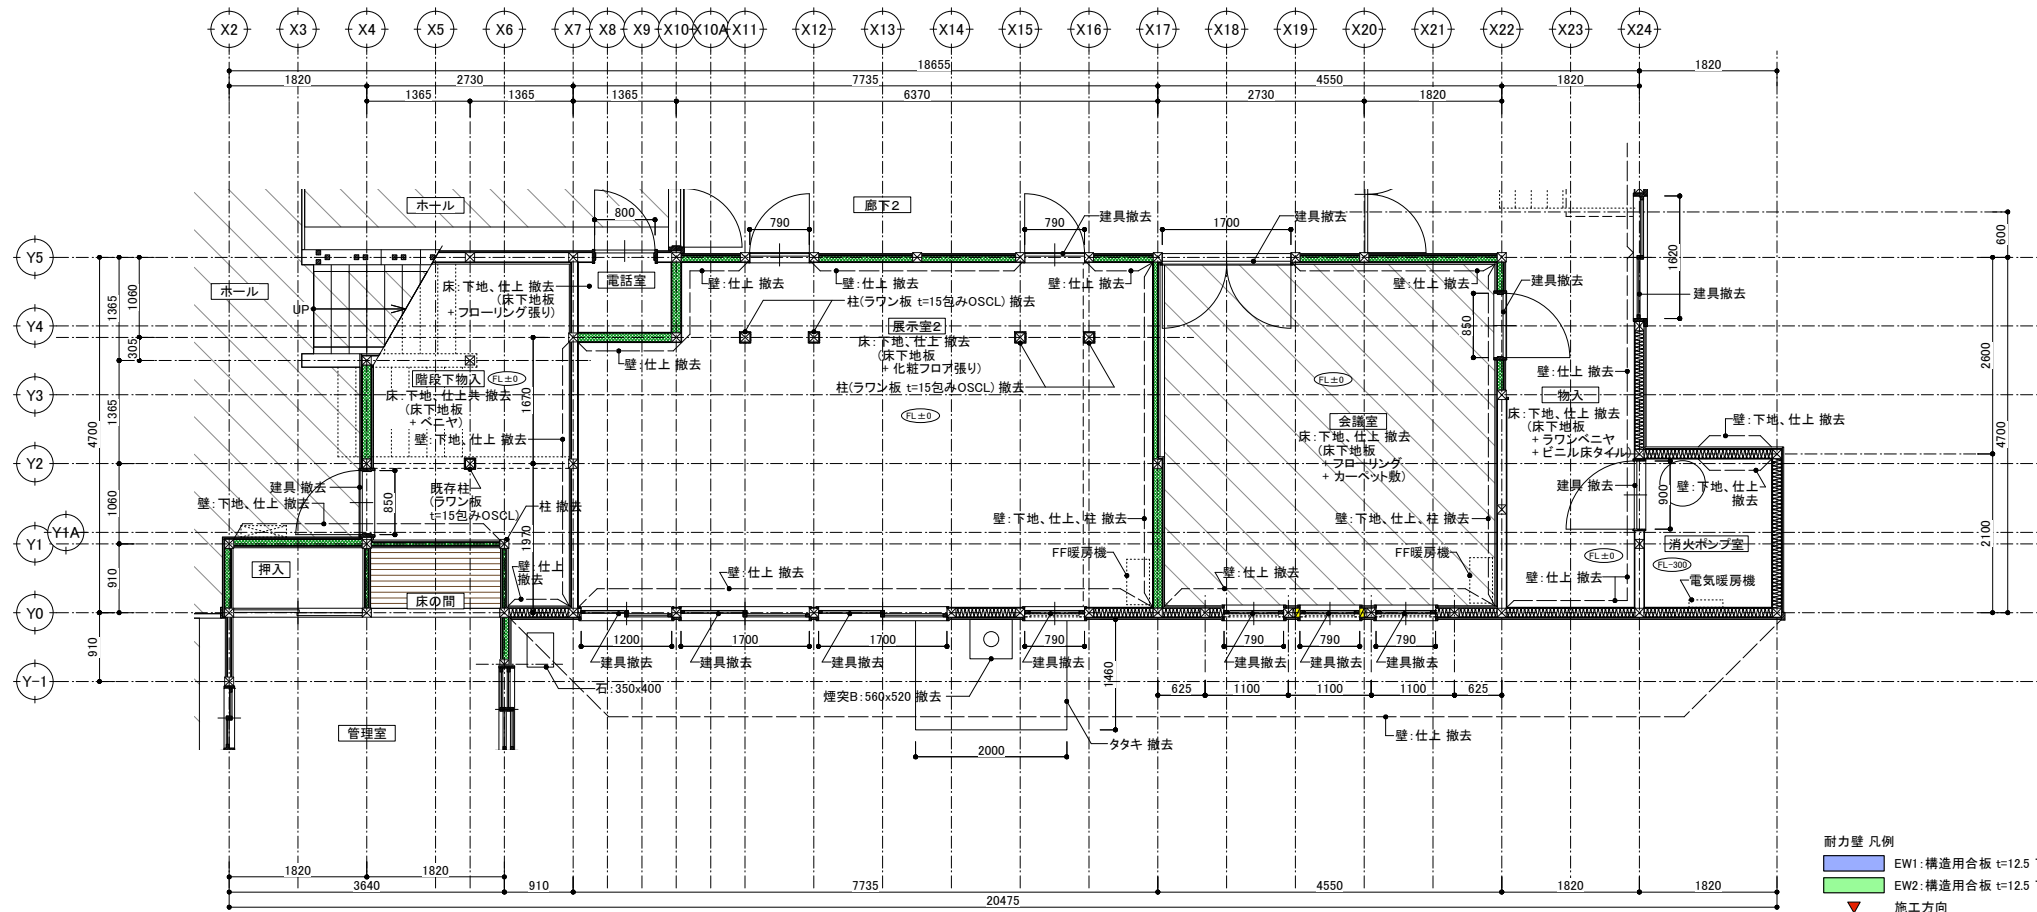 X2 X3 X4 X5 X6 X7 X8 X9 X10 X10A X11 X12 X13 X14 X15 X16 X17 X18 X19 X20 X21 X22 X23 X24
18655
1820 2730 7735 4550 1820 1820
1365 1365 1365 6370 2730 1820
ホール
800
790
廊下2
790
建具撤去
1700
建具撤去
1620
600
Y5
ホール
UP
床:下地、仕上 撤去
(床下地板
+フローリング張り)
電話室
壁:仕上 撤去
壁:仕上 撤去
壁:仕上 撤去
壁:仕上 撤去
建具撤去
建具撤去
1365
1060
305
Y4
柱(ラワン板 t=15包みOSCL) 撤去
展示室2
床:下地、仕上 撤去
(床下地板
+ 化粧フロア張り)
柱(ラワン板 t=15包みOSCL) 撤去
壁:仕上 撤去
850
2600
階段下物入
FL±0
床:下地、仕上共 撤去
(床下地板
+ ベニヤ)
壁:下地、仕上 撤去
1670
FL±0
FL±0
壁:仕上 撤去
物入
床:下地、仕上 撤去
(床下地板
+ ラワンベニヤ
+ ビニル床タイル)
Y3
1365
4700
4700
会議室
床:下地、仕上 撤去
(床下地板
+ フローリング
+ カーペット敷)
壁:下地、仕上 撤去
Y2
建具 撤去
壁:下地、仕上 撤去
850
既存柱
(ラワン板
t=15包みOSCL)
柱 撤去
建具 撤去
900
壁:下地、仕上
撤去
1060
Y1A
Y1
1970
壁:下地、仕上、柱 撤去
壁:下地、仕上、柱 撤去
FF暖房機
FF暖房機
FL±0
消火ポンプ室
FL-300
電気暖房機
2100
910
押入
床の間
壁:仕上
撤去
壁:仕上 撤去
壁:仕上 撤去
壁:仕上 撤去
Y0
1200 1700 1700 790 790 790 790
建具撤去 建具撤去 建具撤去 建具撤去 建具撤去 建具撤去 建具撤去
910
石:350x400
煙突B:560x520 撤去
1460
625 1100 1100 1100 625
Y-1
管理室
壁:仕上 撤去
タタキ 撤去
2000
耐力壁 凡例
EW1:構造用合板 t=12.5
EW2:構造用合板 t=12.5
施工方向
1820 1820
3640 910 7735 4550 1820 1820
20475